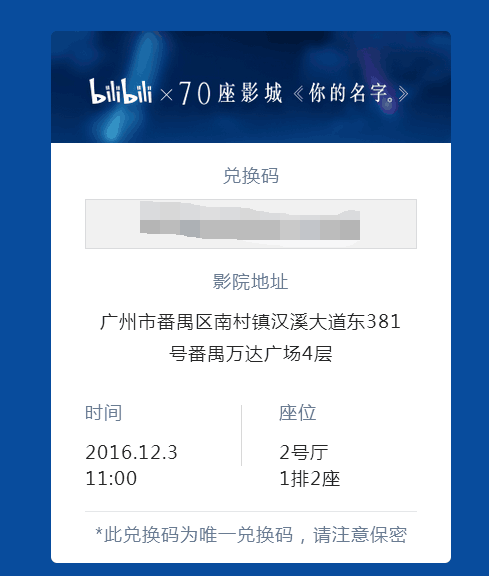 bilibili×70座影城《你的名字。》
兑换码
影院地址
广州市番禺区南村镇汉溪大道东381
号番禺万达广场4层
时间
座位
2016.12.3
2号厅
11:00
1排2座
*此兑换码为唯一兑换码，请注意保密